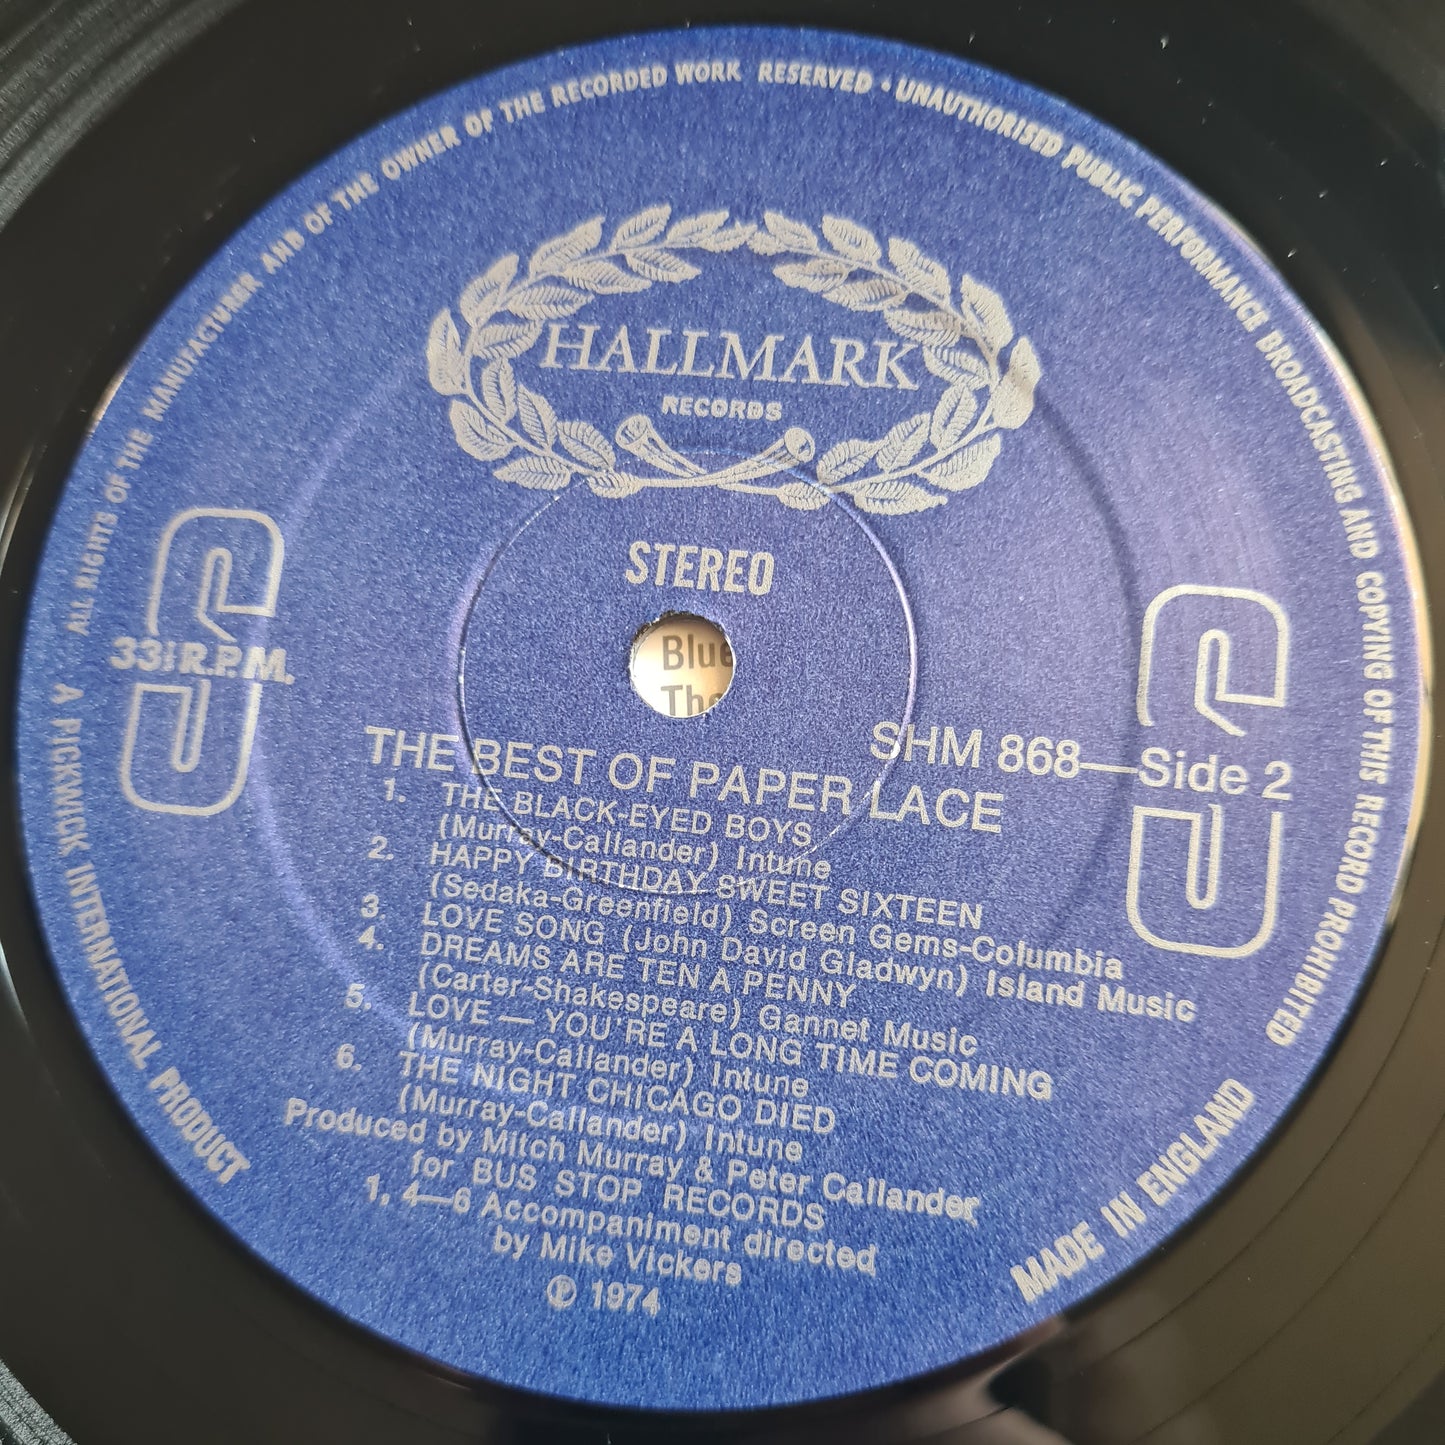 ALL RIGHTS OF THE MANUFACTURER AND OF THE OWNER OF THE RECORDED WORK RESERVED • UNAUTHORISED PUBLIC PERFORMANCE BROADCASTING AND COPYING OF THIS RECORD PROHIBITED
HALLMARK
RECORDS
STEREO
33⅓ R.P.M.
Blue
The
SHM 868—Side 2
THE BEST OF PAPER LACE
1. THE BLACK-EYED BOYS
(Murray-Callander) Intune
2. HAPPY BIRTHDAY SWEET SIXTEEN
(Sedaka-Greenfield) Screen Gems-Columbia
3. LOVE SONG (John David Gladwyn) Island Music
4. DREAMS ARE TEN A PENNY
(Carter-Shakespeare) Gannet Music
5. LOVE — YOU'RE A LONG TIME COMING
(Murray-Callander) Intune
6. THE NIGHT CHICAGO DIED
(Murray-Callander) Intune
Produced by Mitch Murray & Peter Callander
for BUS STOP RECORDS
1, 4—6 Accompaniment directed
by Mike Vickers
℗ 1974
A PICKWICK INTERNATIONAL PRODUCT
MADE IN ENGLAND